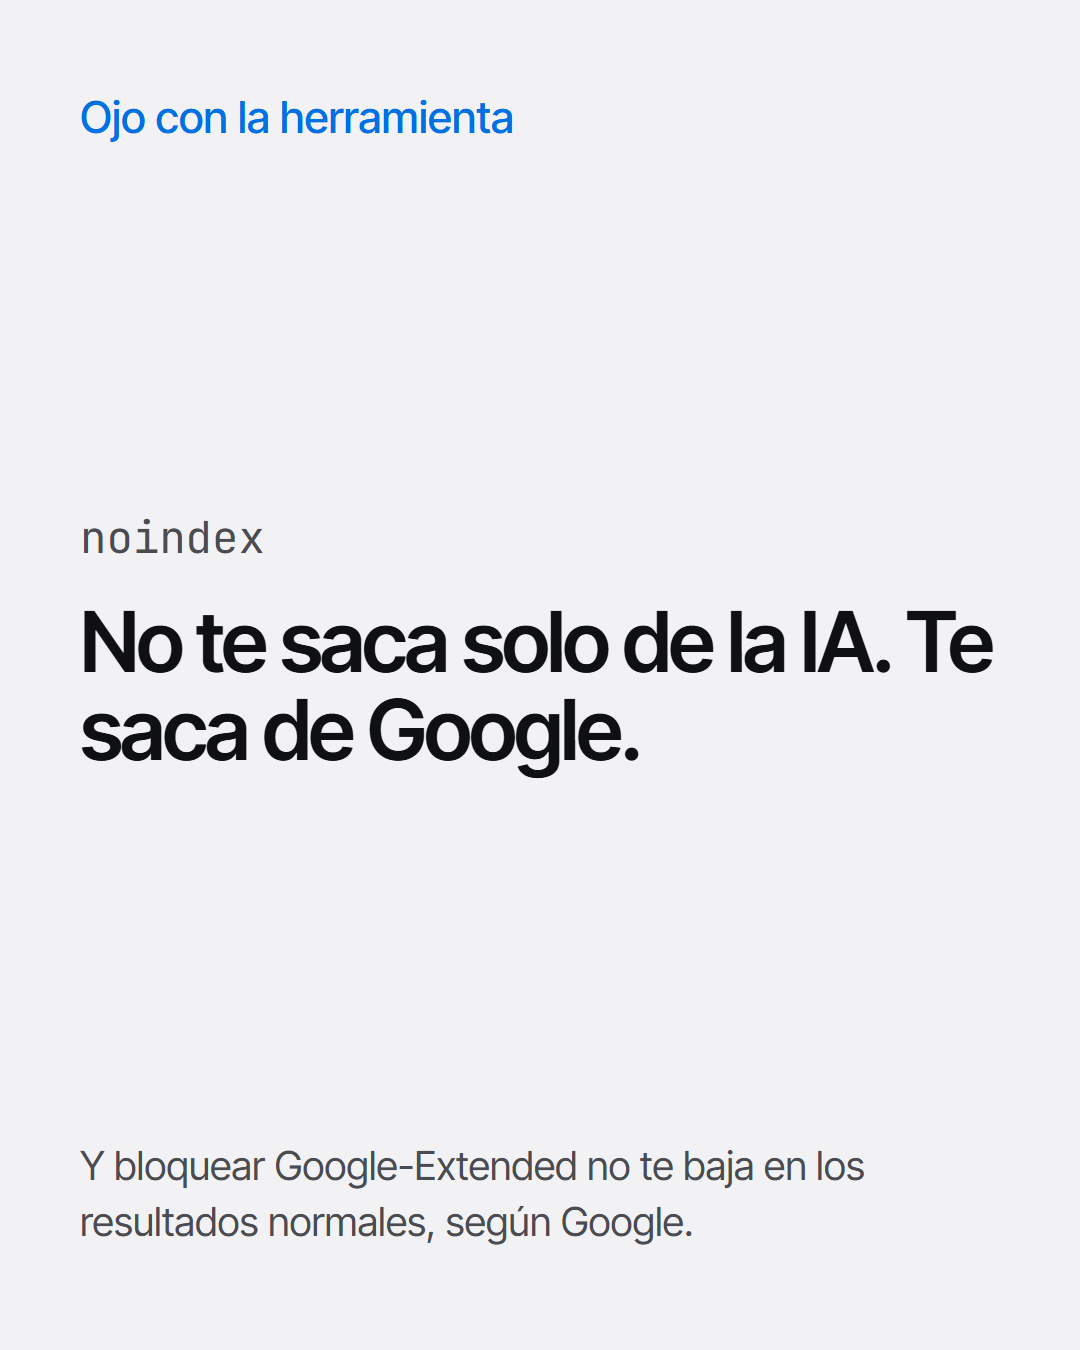 Ojo con la herramienta
noindex
No te saca solo de la IA. Te
saca de Google.
Y bloquear Google-Extended no te baja en los
resultados normales, según Google.